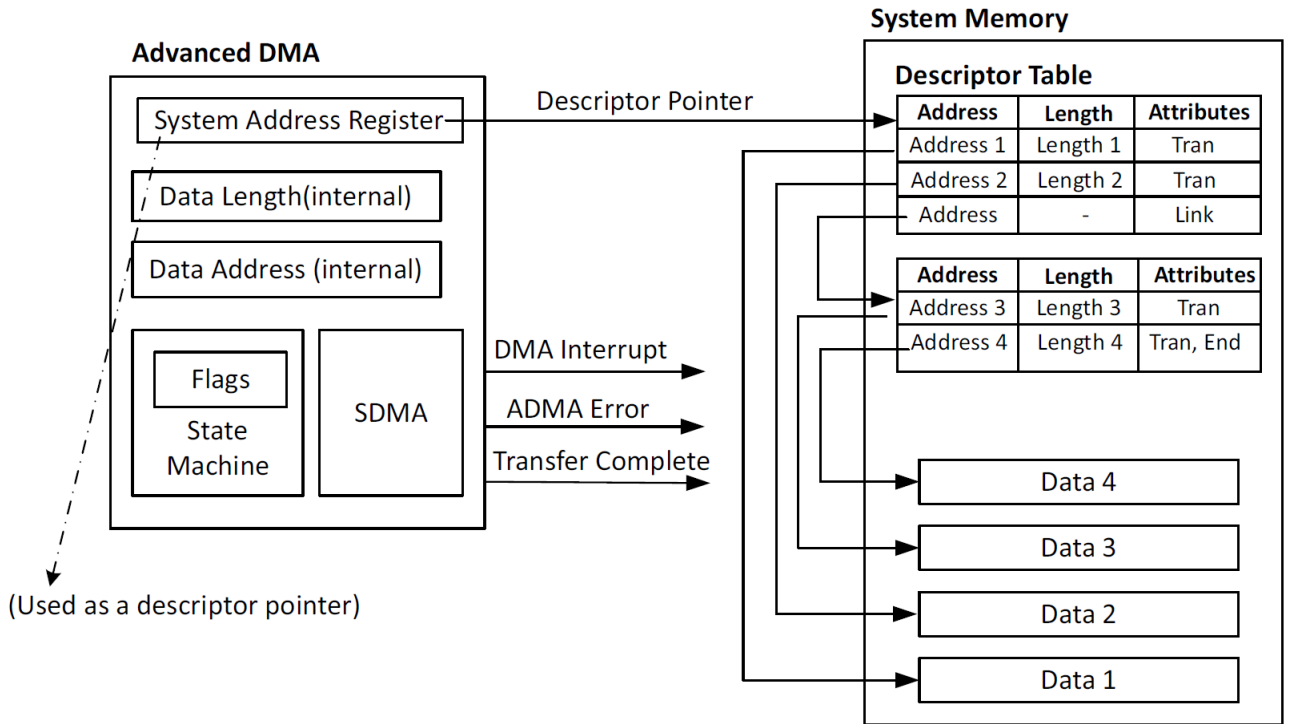 System Memory
Advanced DMA
Descriptor Table
System Address Register
Descriptor Pointer
Address Length Attributes
Address 1 Length 1 Tran
Address 2 Length 2 Tran
Address - Link
Data Length(internal)
Data Address (internal)
Address Length Attributes
Address 3 Length 3 Tran
Address 4 Length 4 Tran, End
Flags
State
Machine
SDMA
DMA Interrupt
ADMA Error
Transfer Complete
Data 4
Data 3
Data 2
Data 1
(Used as a descriptor pointer)